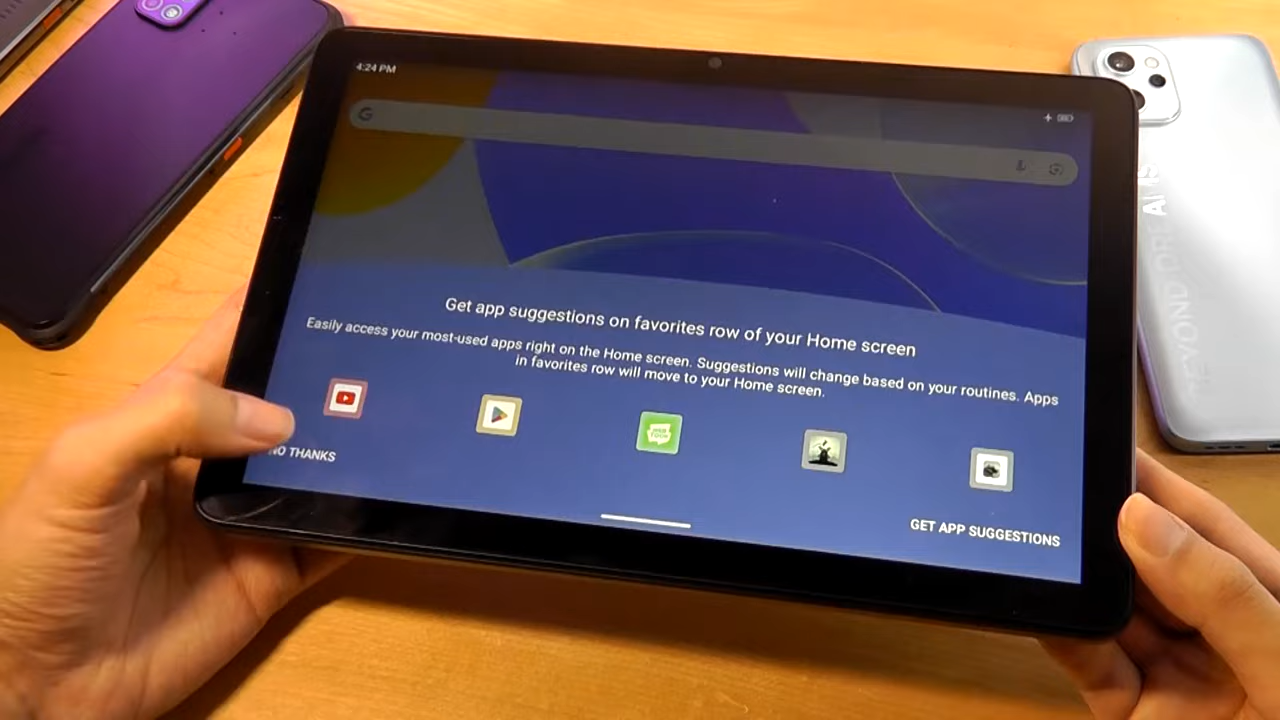 4:24 PM
Get app suggestions on favorites row of your Home screen
Easily access your most-used apps right on the Home screen. Suggestions will change based on your routines. Apps
in favorites row will move to your Home screen.
WEB
TOON
NO THANKS
GET APP SUGGESTIONS